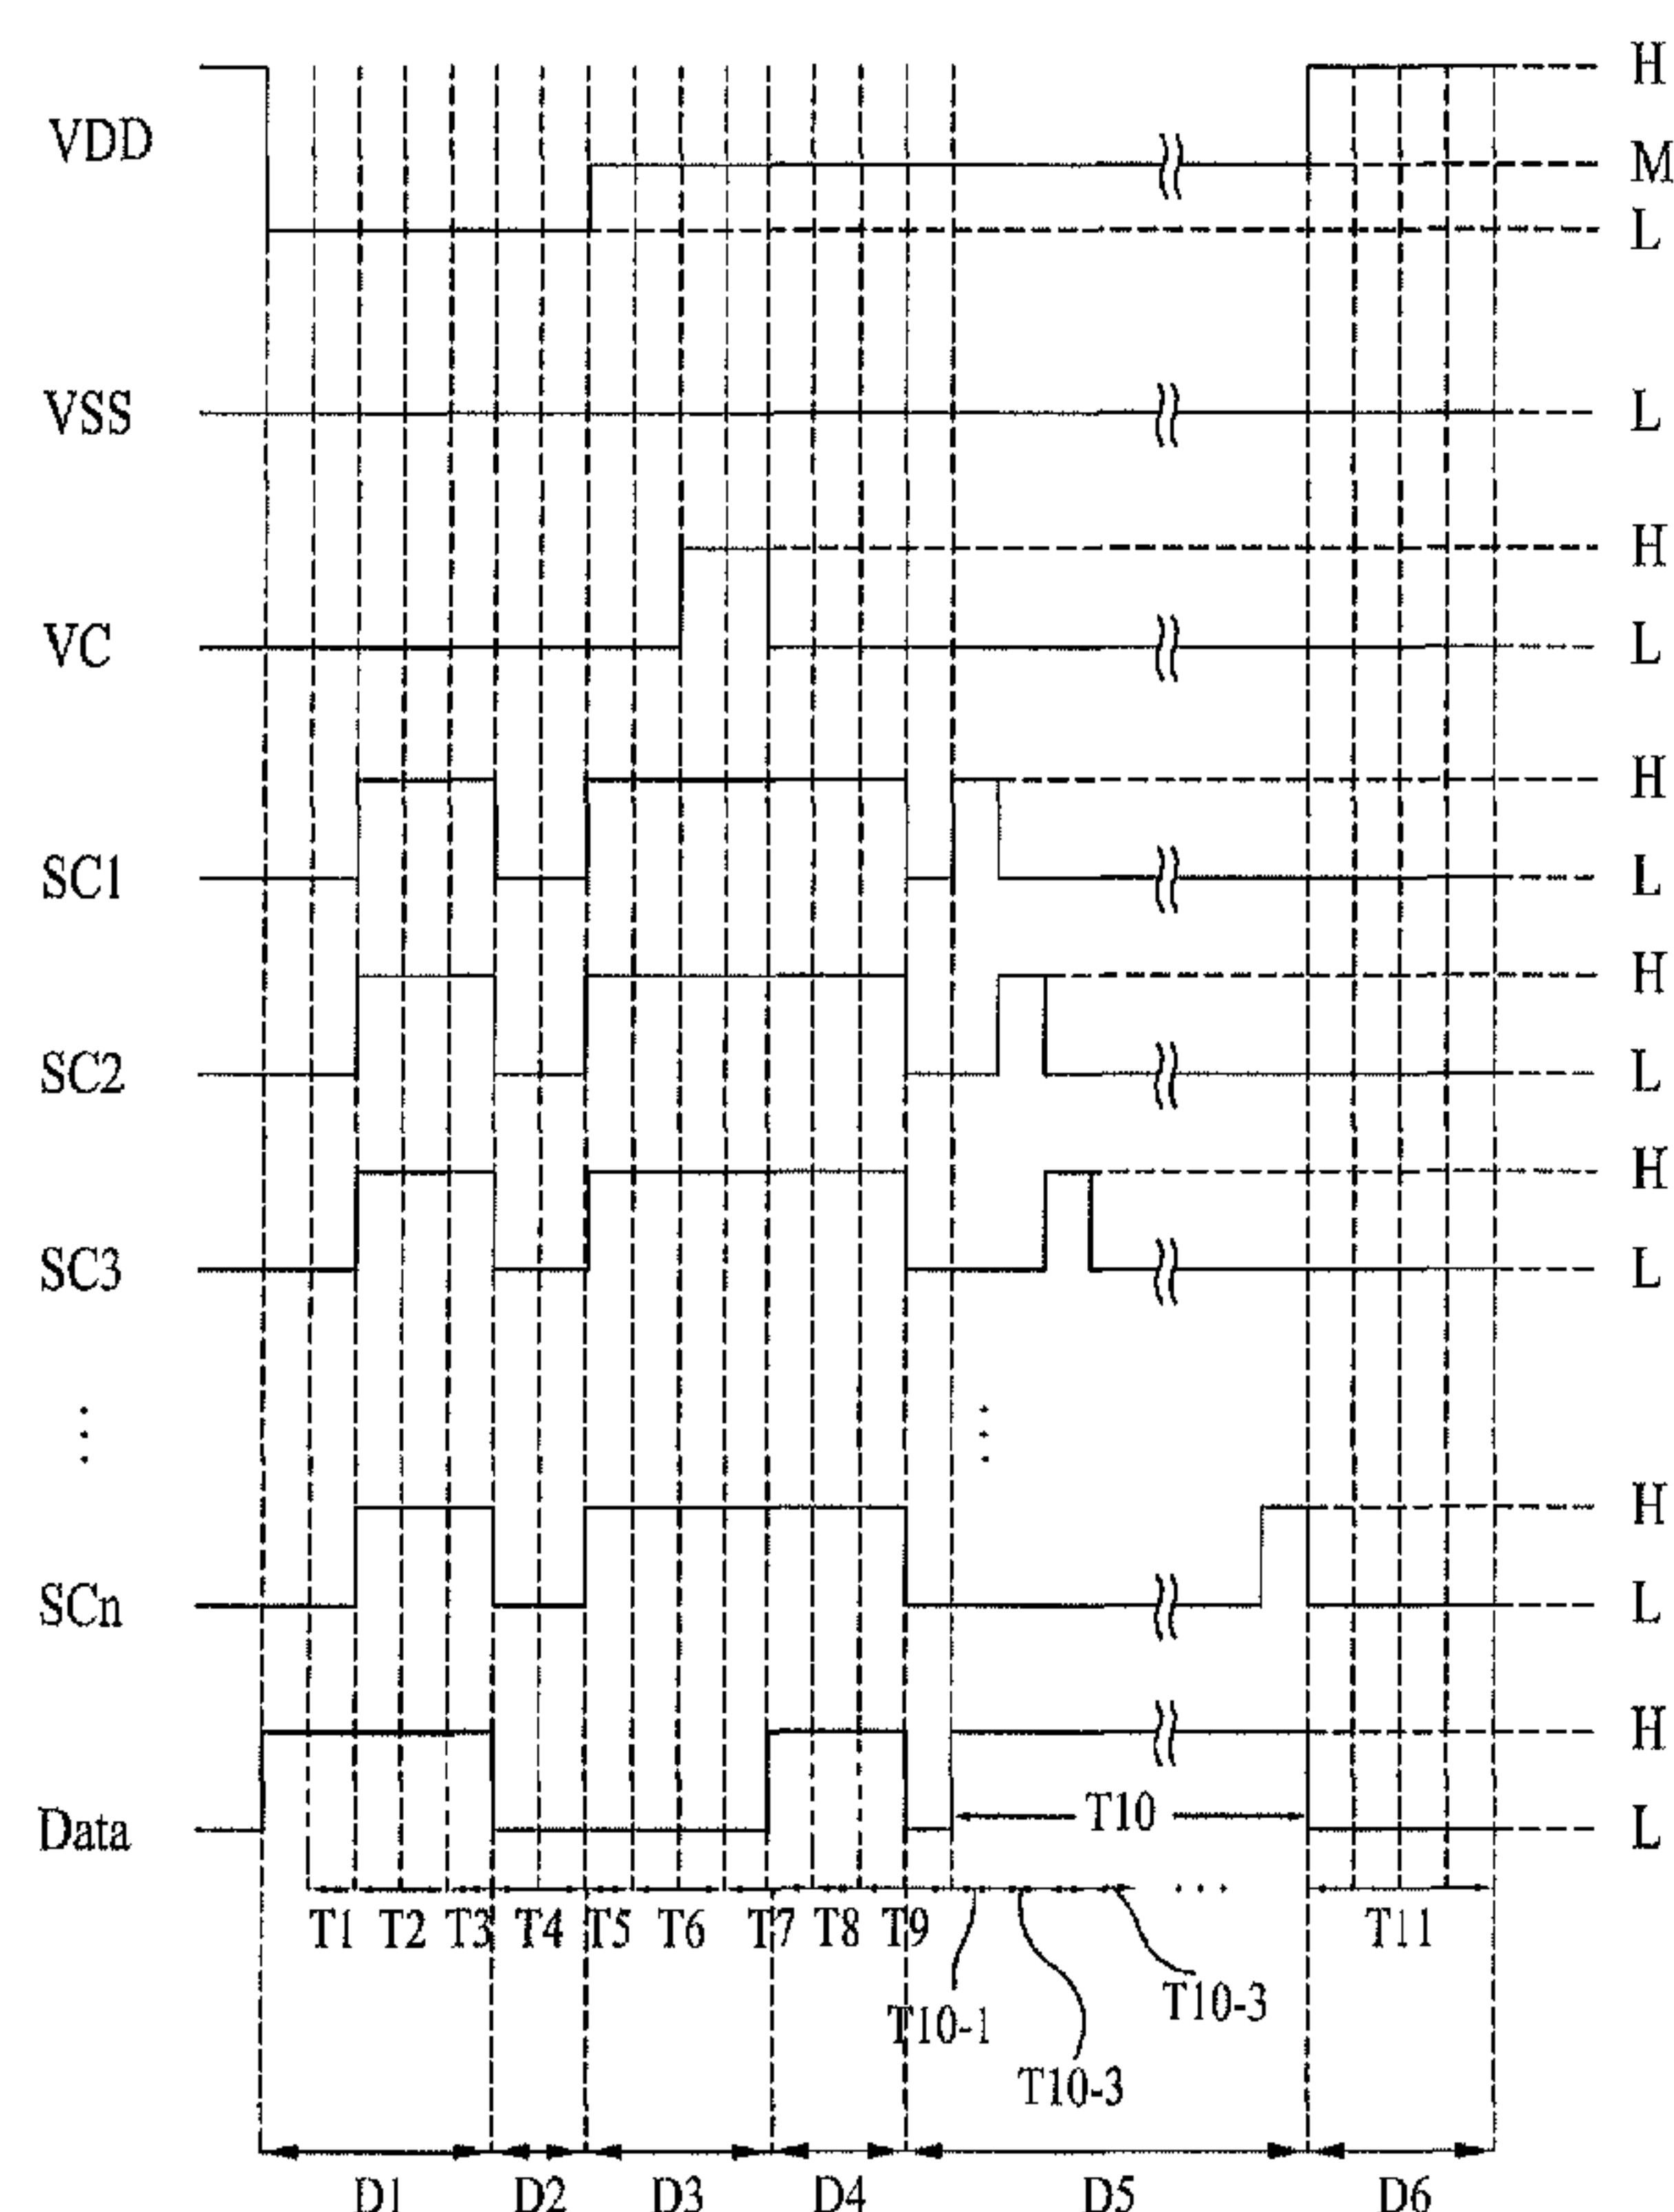 VDD
H
M
L
VSS
L
VC
H
L
SC1
H
L
SC2
H
L
SC3
H
L
SCn
H
L
Data
H
L
T10
T1 T2 T3 T4 T5 T6 T7 T8 T9 T11
T10-1
T10-3
T10-3
D1 D2 D3 D4 D5 D6